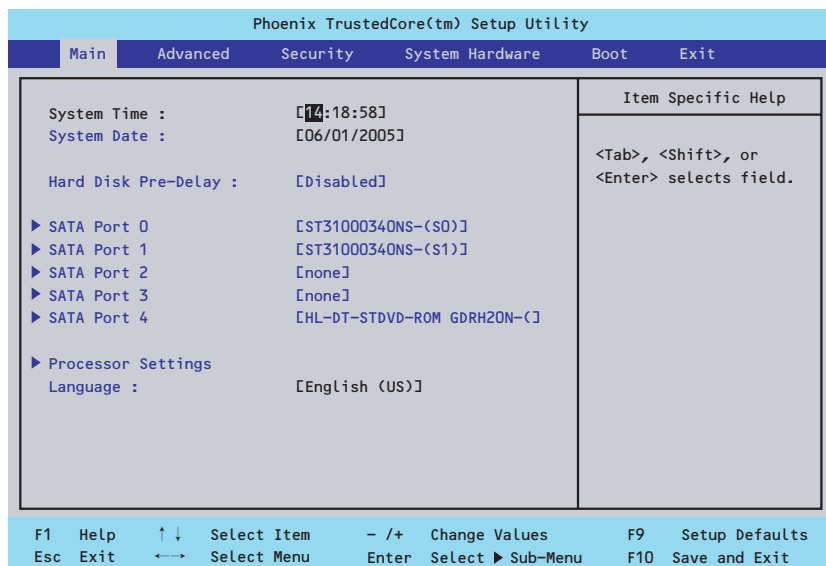 Phoenix TrustedCore(tm) Setup Utility
Main Advanced Security System Hardware Boot Exit
Item Specific Help
System Time : [14:18:58]
System Date : [06/01/2005]
<Tab>, <Shift>, or
<Enter> selects field.
Hard Disk Pre-Delay : [Disabled]
▶ SATA Port 0 [ST31000340NS-(S0)]
▶ SATA Port 1 [ST31000340NS-(S1)]
▶ SATA Port 2 [none]
▶ SATA Port 3 [none]
▶ SATA Port 4 [HL-DT-STDVD-ROM GDRH20N-(]
▶ Processor Settings
Language : [English (US)]
F1 Help ↑↓ Select Item - /+ Change Values F9 Setup Defaults
Esc Exit ←→ Select Menu Enter Select ▶ Sub-Menu F10 Save and Exit